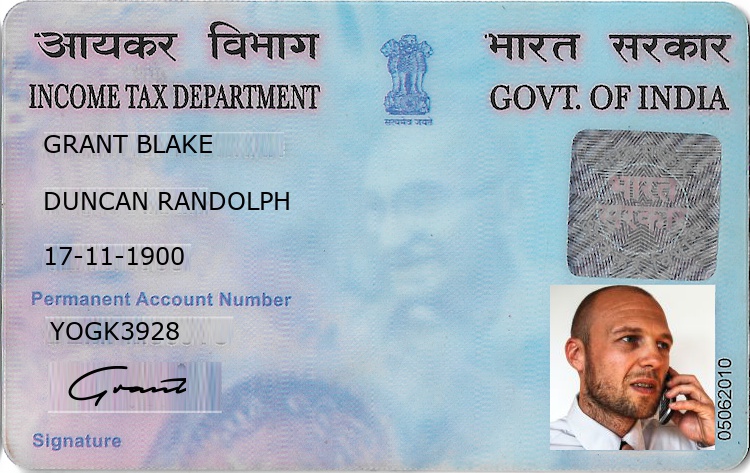 आयकर विभाग
भारत सरकार
INCOME TAX DEPARTMENT
GOVT. OF INDIA
सत्यमेव जयते
GRANT BLAKE
DUNCAN RANDOLPH
17-11-1900
भारत
सरकार
Permanent Account Number
YOGK3928
Grant
Signature
05062010